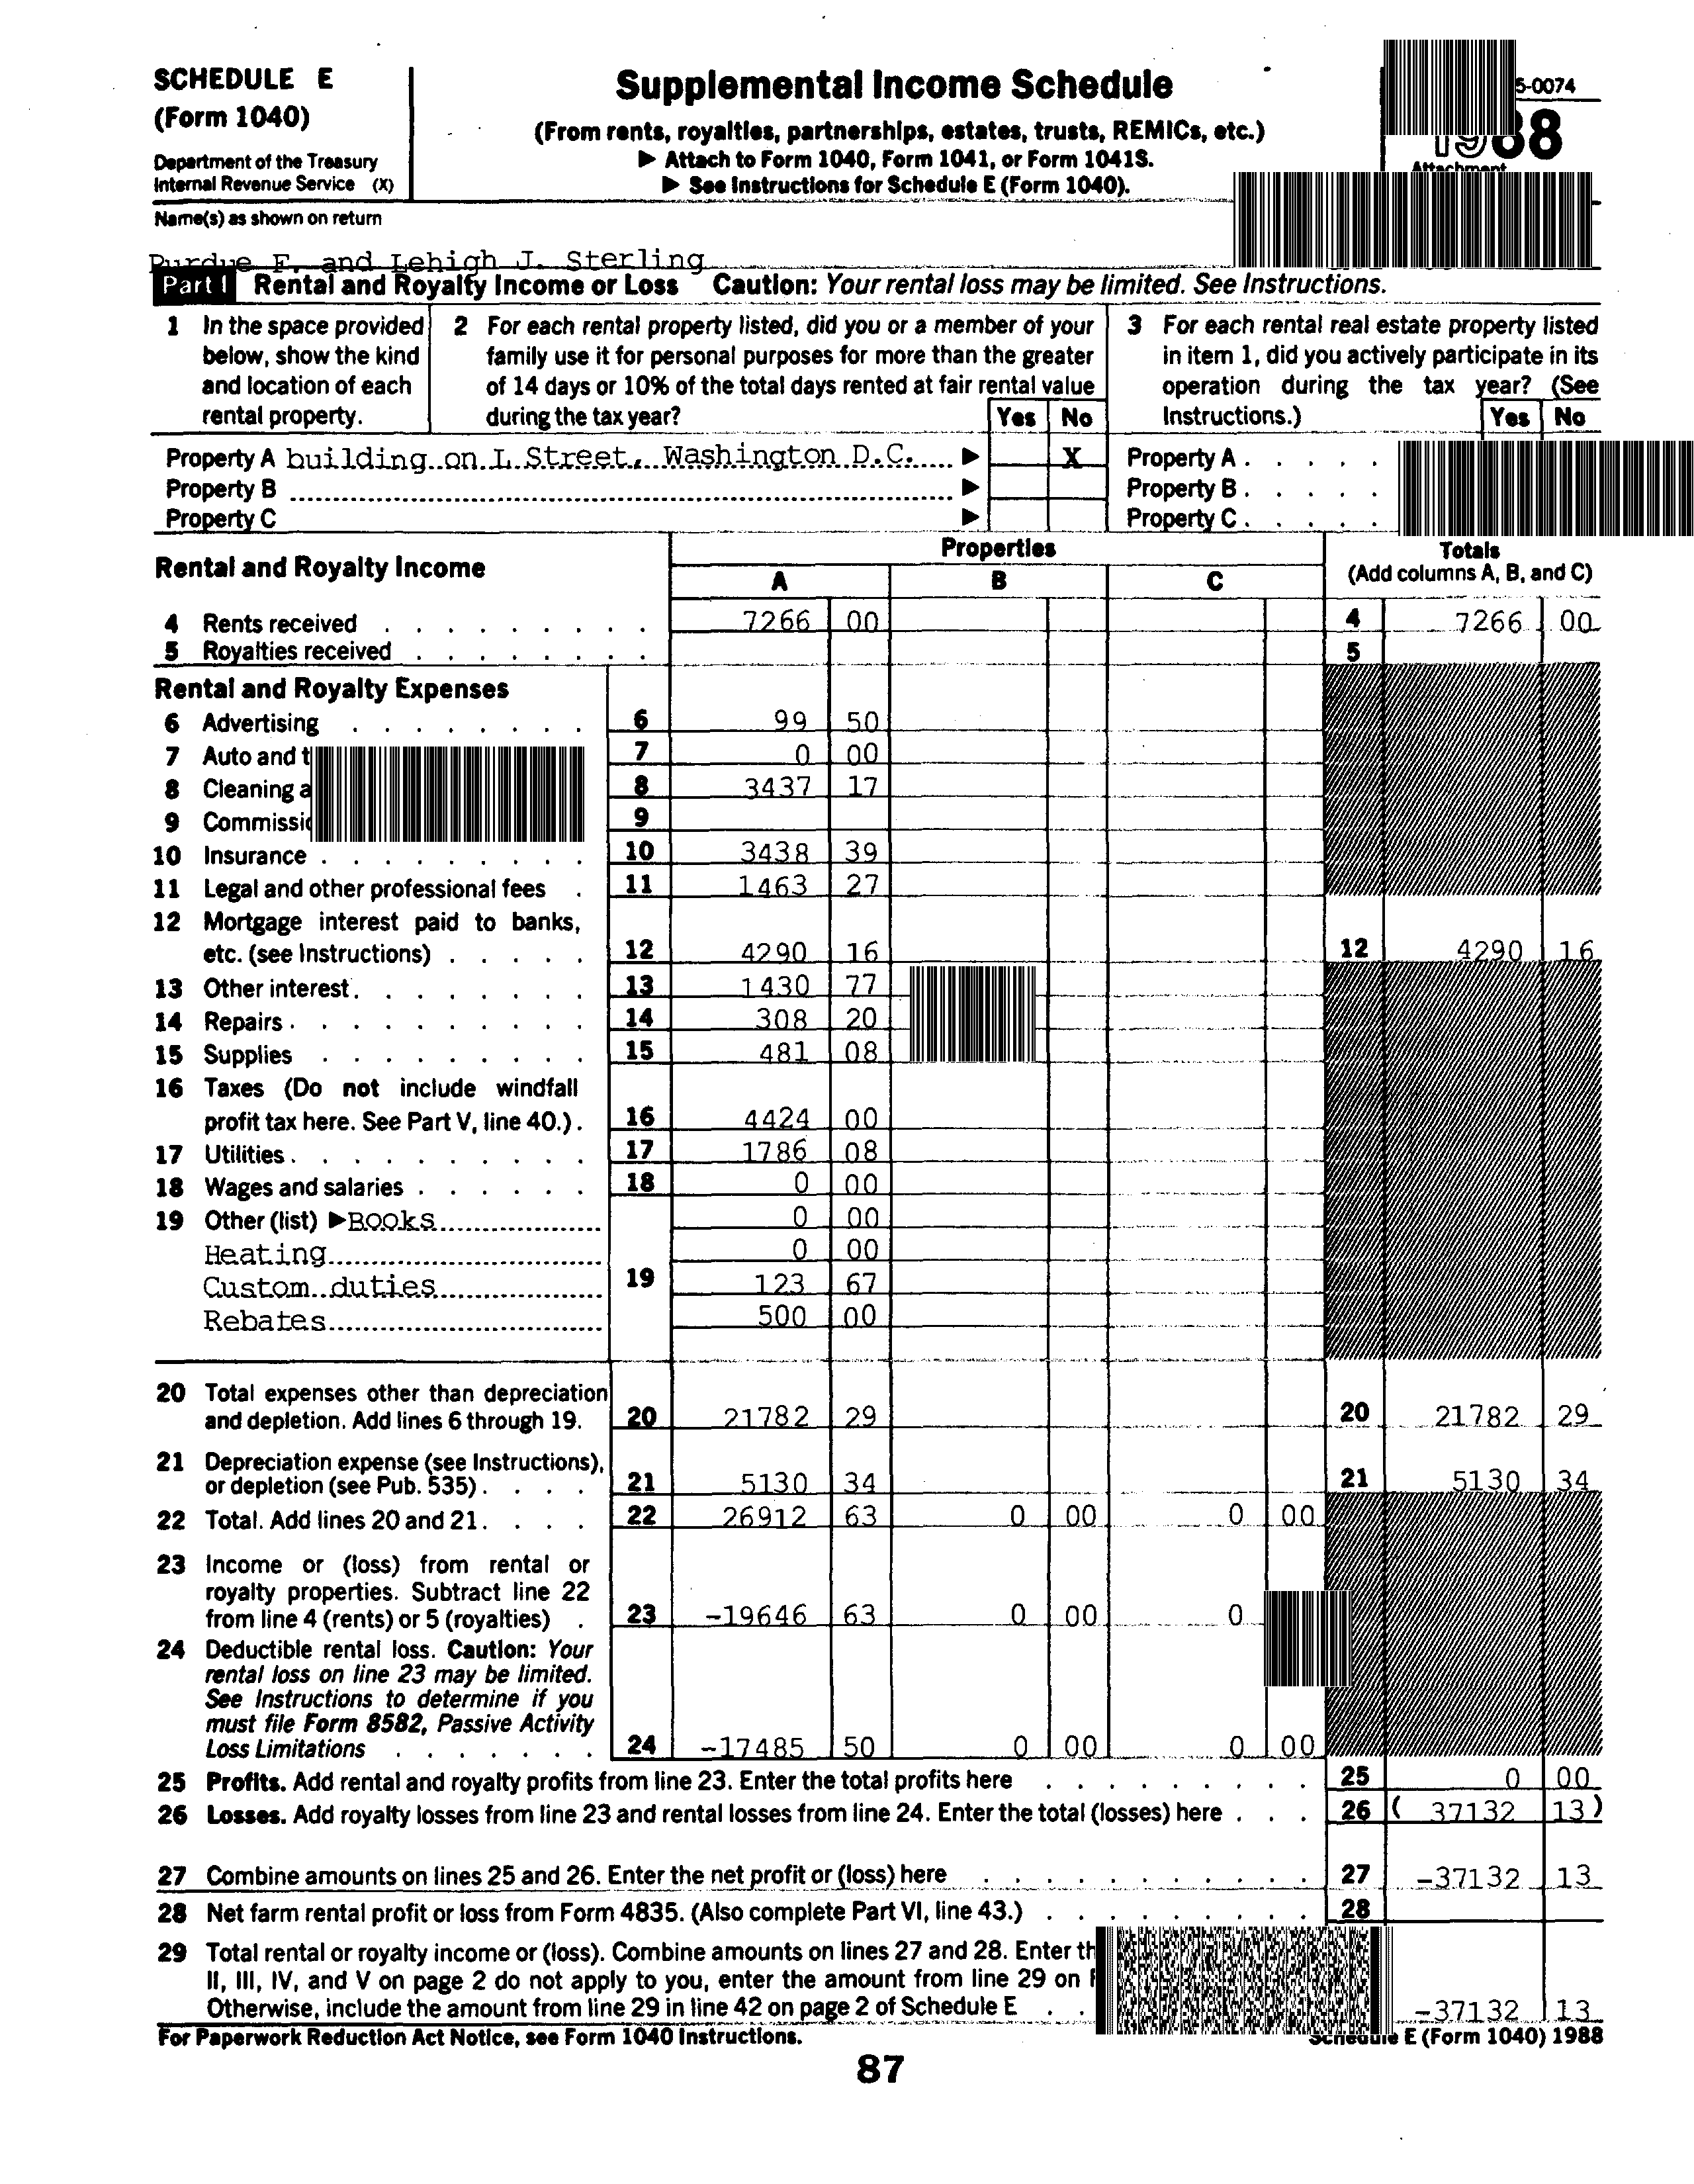 SCHEDULE E
(Form 1040)
Department of the Treasury
Internal Revenue Service (X)
Supplemental Income Schedule
(From rents, royalties, partnerships, estates, trusts, REMICs, etc.)
▶ Attach to Form 1040, Form 1041, or Form 1041S.
▶ See Instructions for Schedule E (Form 1040).
5-0074
1988
Attachment
Name(s) as shown on return
Purdue F. and Lehigh J. Sterling
Part I Rental and Royalty Income or Loss Caution: Your rental loss may be limited. See Instructions.
1 In the space provided below, show the kind and location of each rental property.
2 For each rental property listed, did you or a member of your family use it for personal purposes for more than the greater of 14 days or 10% of the total days rented at fair rental value during the tax year? Yes No
3 For each rental real estate property listed in item 1, did you actively participate in its operation during the tax year? (See Instructions.) Yes No
Property A building on L Street, Washington D.C. ▶ X Property A
Property B ▶ Property B
Property C ▶ Property C
Rental and Royalty Income
Properties
A B C
Totals
(Add columns A, B, and C)
4 Rents received 7266 00 4 7266 00
5 Royalties received 5
Rental and Royalty Expenses
6 Advertising 6 99 50
7 Auto and 7 0 00
8 Cleaning 8 3437 17
9 9
10 Insurance 10 3438 39
11 Legal and other professional fees 11 1463 27
12 Mortgage interest paid to banks,
etc. (see Instructions) 12 4290 16 12 4290 16
13 Other interest 13 1430 77
14 Repairs 14 308 20
15 Supplies 15 481 08
16 Taxes (Do not include windfall
profit tax here. See Part V, line 40.) 16 4424 00
17 Utilities 17 1786 08
18 Wages and salaries 18 0 00
19 Other (list) ▶ Books 0 00
Heating 0 00
Custom duties 19 123 67
Rebates 500 00
20 Total expenses other than depreciation
and depletion. Add lines 6 through 19. 20 21782 29 20 21782 29
21 Depreciation expense (see Instructions),
or depletion (see Pub. 535) 21 5130 34 21 5130 34
22 Total. Add lines 20 and 21 22 26912 63 0 00 0 00
23 Income or (loss) from rental or
royalty properties. Subtract line 22
from line 4 (rents) or 5 (royalties) 23 -19646 63 0 00 0
24 Deductible rental loss. Caution: Your
rental loss on line 23 may be limited.
See Instructions to determine if you
must file Form 8582, Passive Activity
Loss Limitations 24 -17485 50 0 00 0 00
25 Profits. Add rental and royalty profits from line 23. Enter the total profits here 25 0 00
26 Losses. Add royalty losses from line 23 and rental losses from line 24. Enter the total (losses) here 26 ( 37132 13 )
27 Combine amounts on lines 25 and 26. Enter the net profit or (loss) here 27 -37132 13
28 Net farm rental profit or loss from Form 4835. (Also complete Part VI, line 43.) 28
29 Total rental or royalty income or (loss). Combine amounts on lines 27 and 28. Enter
II, III, IV, and V on page 2 do not apply to you, enter the amount from line 29 on
Otherwise, include the amount from line 29 in line 42 on page 2 of Schedule E -37132 13
For Paperwork Reduction Act Notice, see Form 1040 Instructions. Schedule E (Form 1040) 1988
87